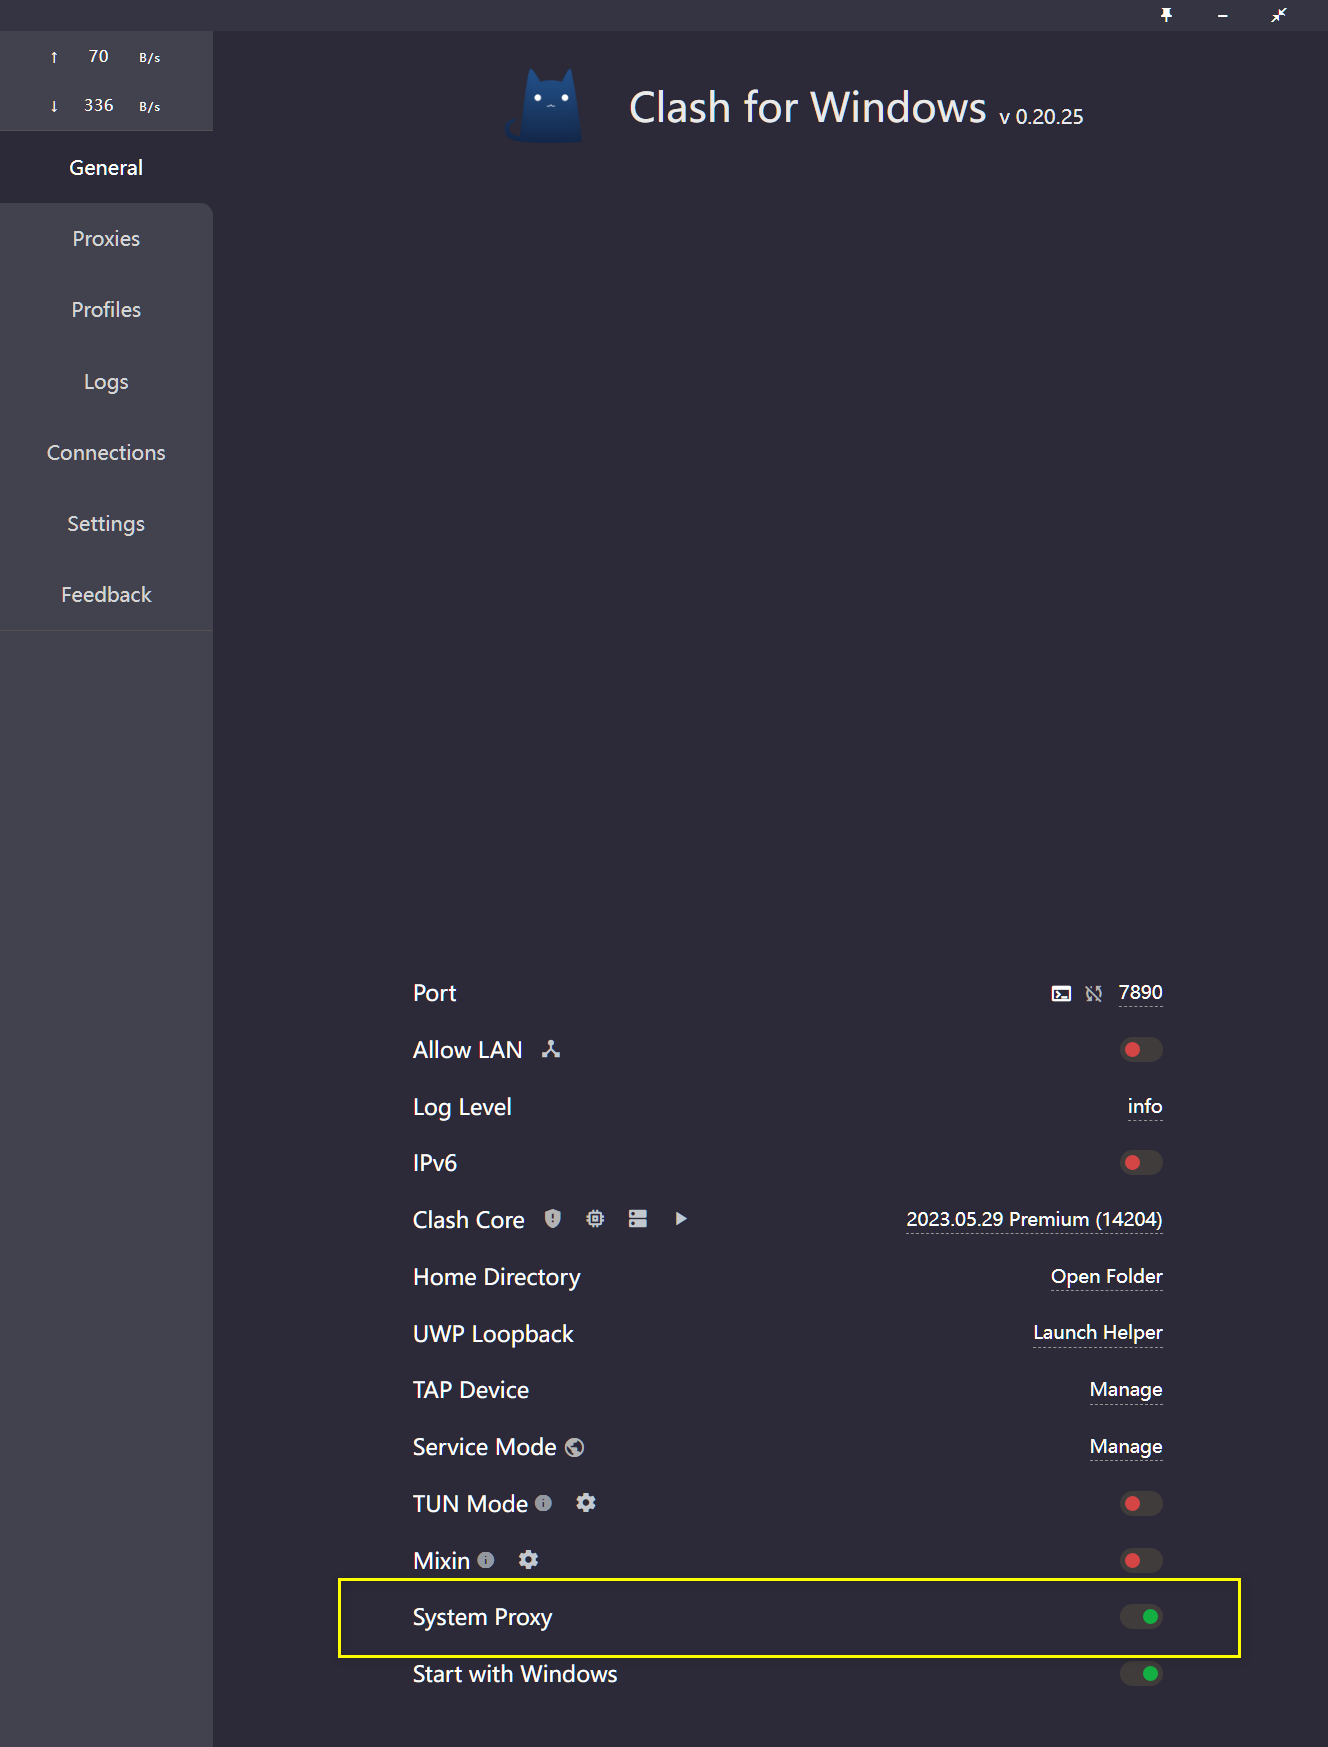 ↑ 70 B/s
↓ 336 B/s
General
Proxies
Profiles
Logs
Connections
Settings
Feedback
Clash for Windows v 0.20.25
Port 7890
Allow LAN
Log Level info
IPv6
Clash Core 2023.05.29 Premium (14204)
Home Directory Open Folder
UWP Loopback Launch Helper
TAP Device Manage
Service Mode Manage
TUN Mode
Mixin
System Proxy
Start with Windows